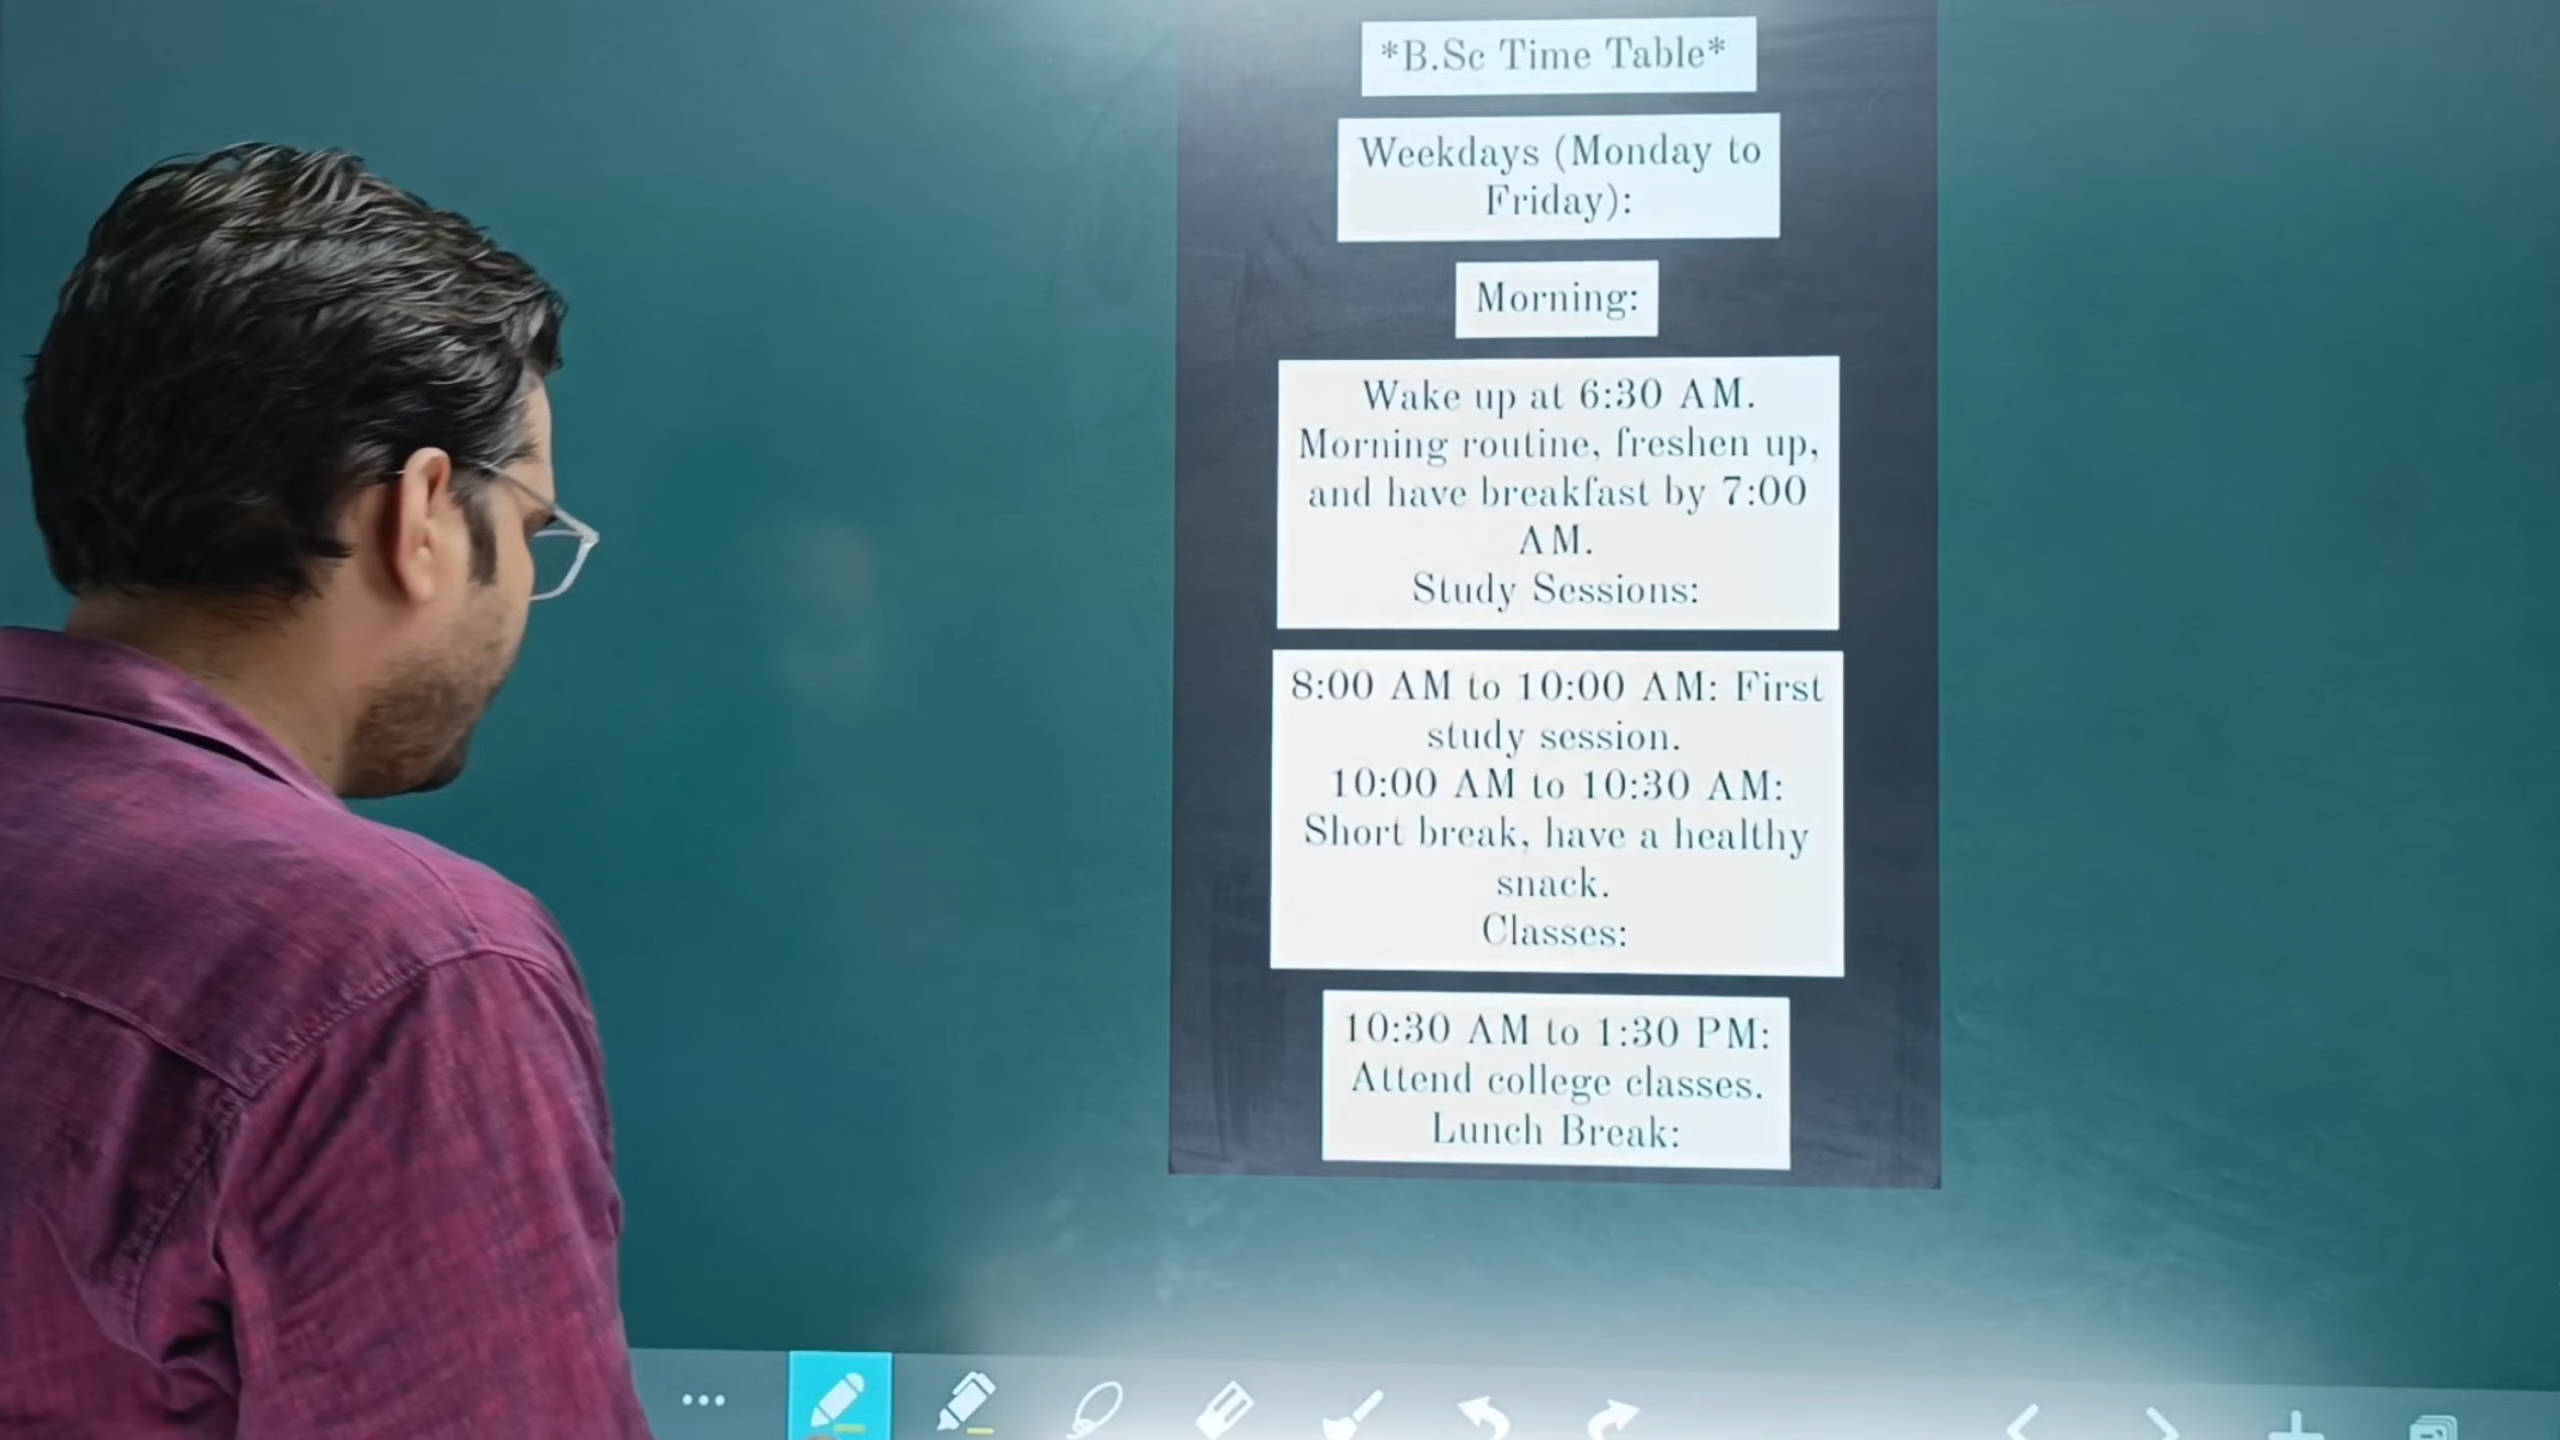 *B.Sc Time Table*
Weekdays (Monday to
Friday):
Morning:
Wake up at 6:30 AM.
Morning routine, freshen up,
and have breakfast by 7:00
AM.
Study Sessions:
8:00 AM to 10:00 AM: First
study session.
10:00 AM to 10:30 AM:
Short break, have a healthy
snack.
Classes:
10:30 AM to 1:30 PM:
Attend college classes.
Lunch Break: